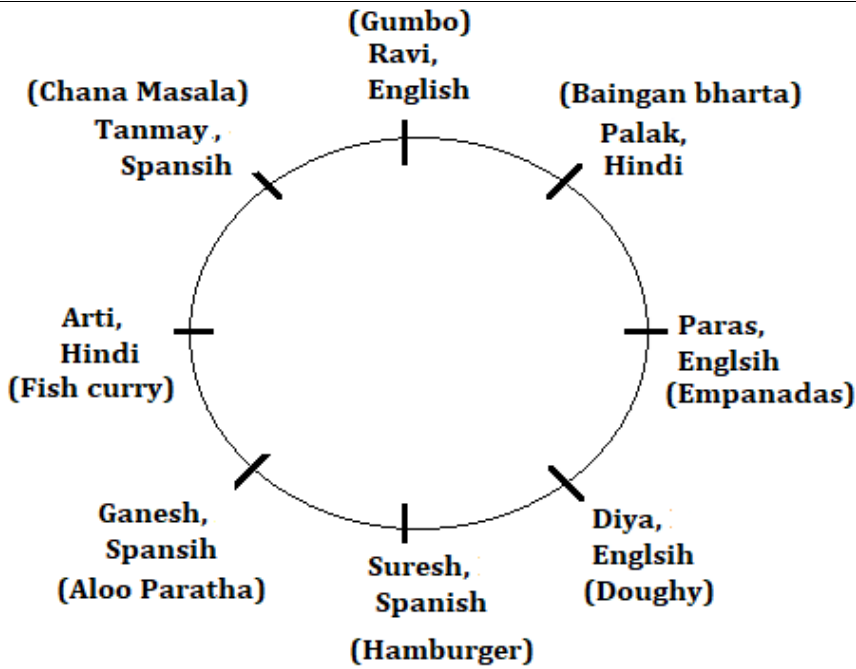 (Gumbo)
Ravi,
English
(Chana Masala)
Tanmay,
Spansih
(Baingan bharta)
Palak,
Hindi
Arti,
Hindi
(Fish curry)
Paras,
Englsih
(Empanadas)
Ganesh,
Spansih
(Aloo Paratha)
Suresh,
Spanish
(Hamburger)
Diya,
Englsih
(Doughy)